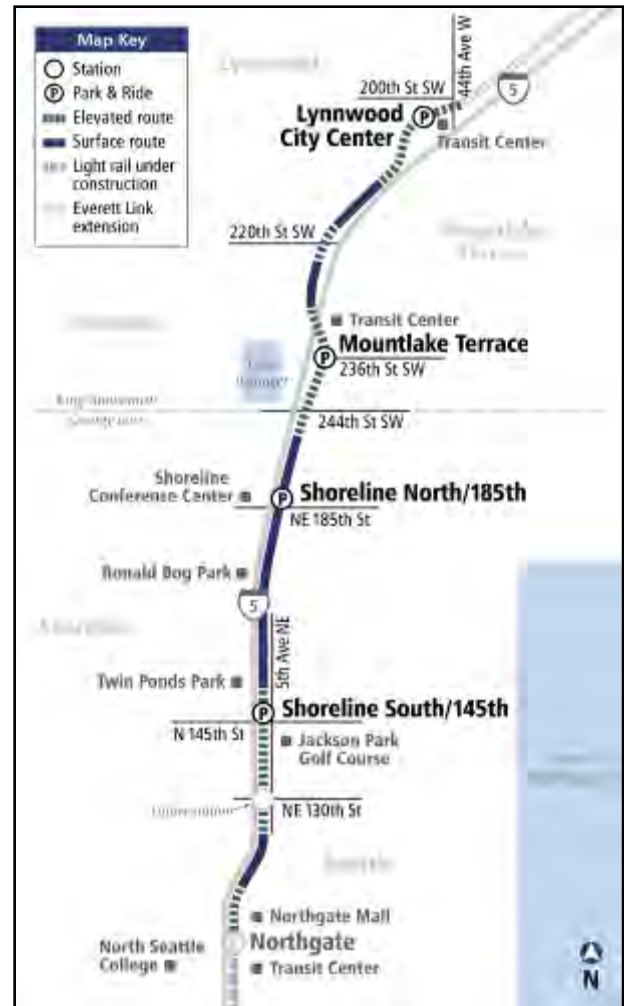 Map Key
Station
P Park & Ride
Elevated route
Surface route
Light rail under
construction
Everett Link
extension
44th Ave W
200th St SW
5
P
Lynnwood
City Center
Transit Center
220th St SW
Transit Center
P
Mountlake Terrace
236th St SW
244th St SW
Shoreline
Conference Center
P
Shoreline North/185th
NE 185th St
Ronald Bog Park
5
5th Ave NE
Twin Ponds Park
P
Shoreline South/145th
N 145th St
Jackson Park
Golf Course
NE 130th St
Northgate Mall
North Seattle
College
Northgate
Transit Center
N